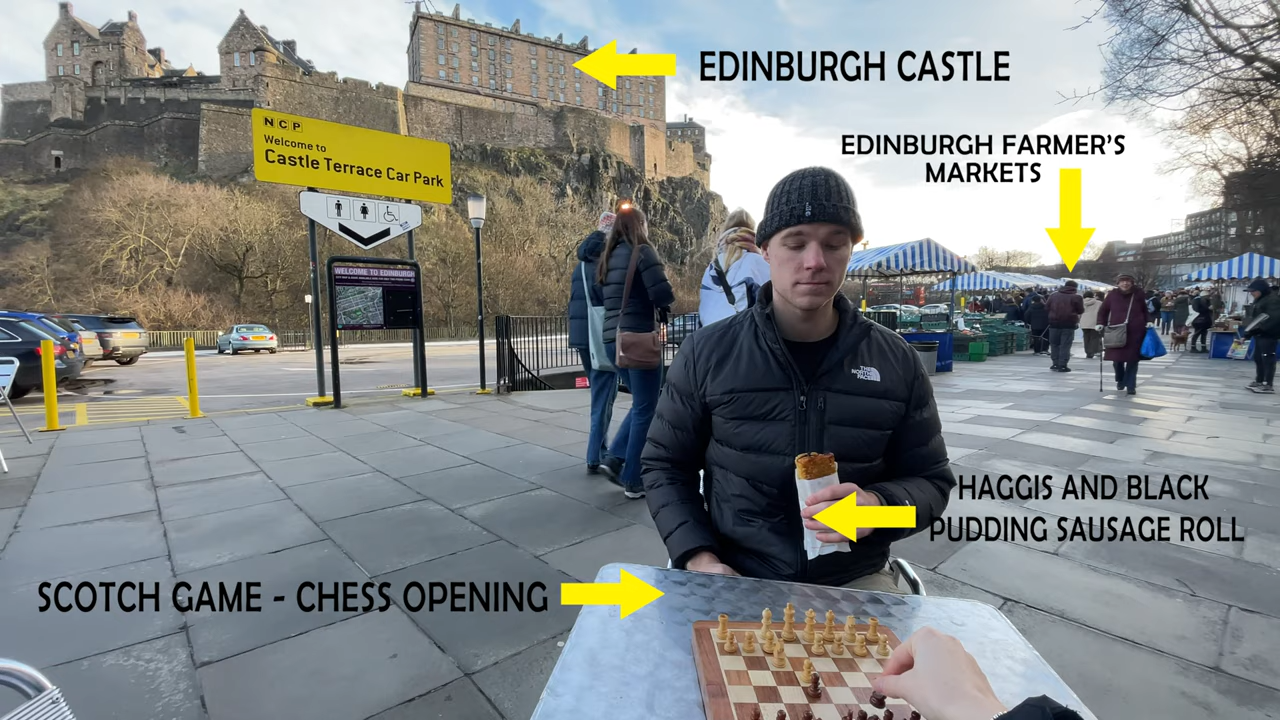 EDINBURGH CASTLE
NCP
Welcome to
Castle Terrace Car Park
EDINBURGH FARMER'S
MARKETS
WELCOME TO EDINBURGH
THE
NORTH
FACE
HAGGIS AND BLACK
PUDDING SAUSAGE ROLL
SCOTCH GAME - CHESS OPENING